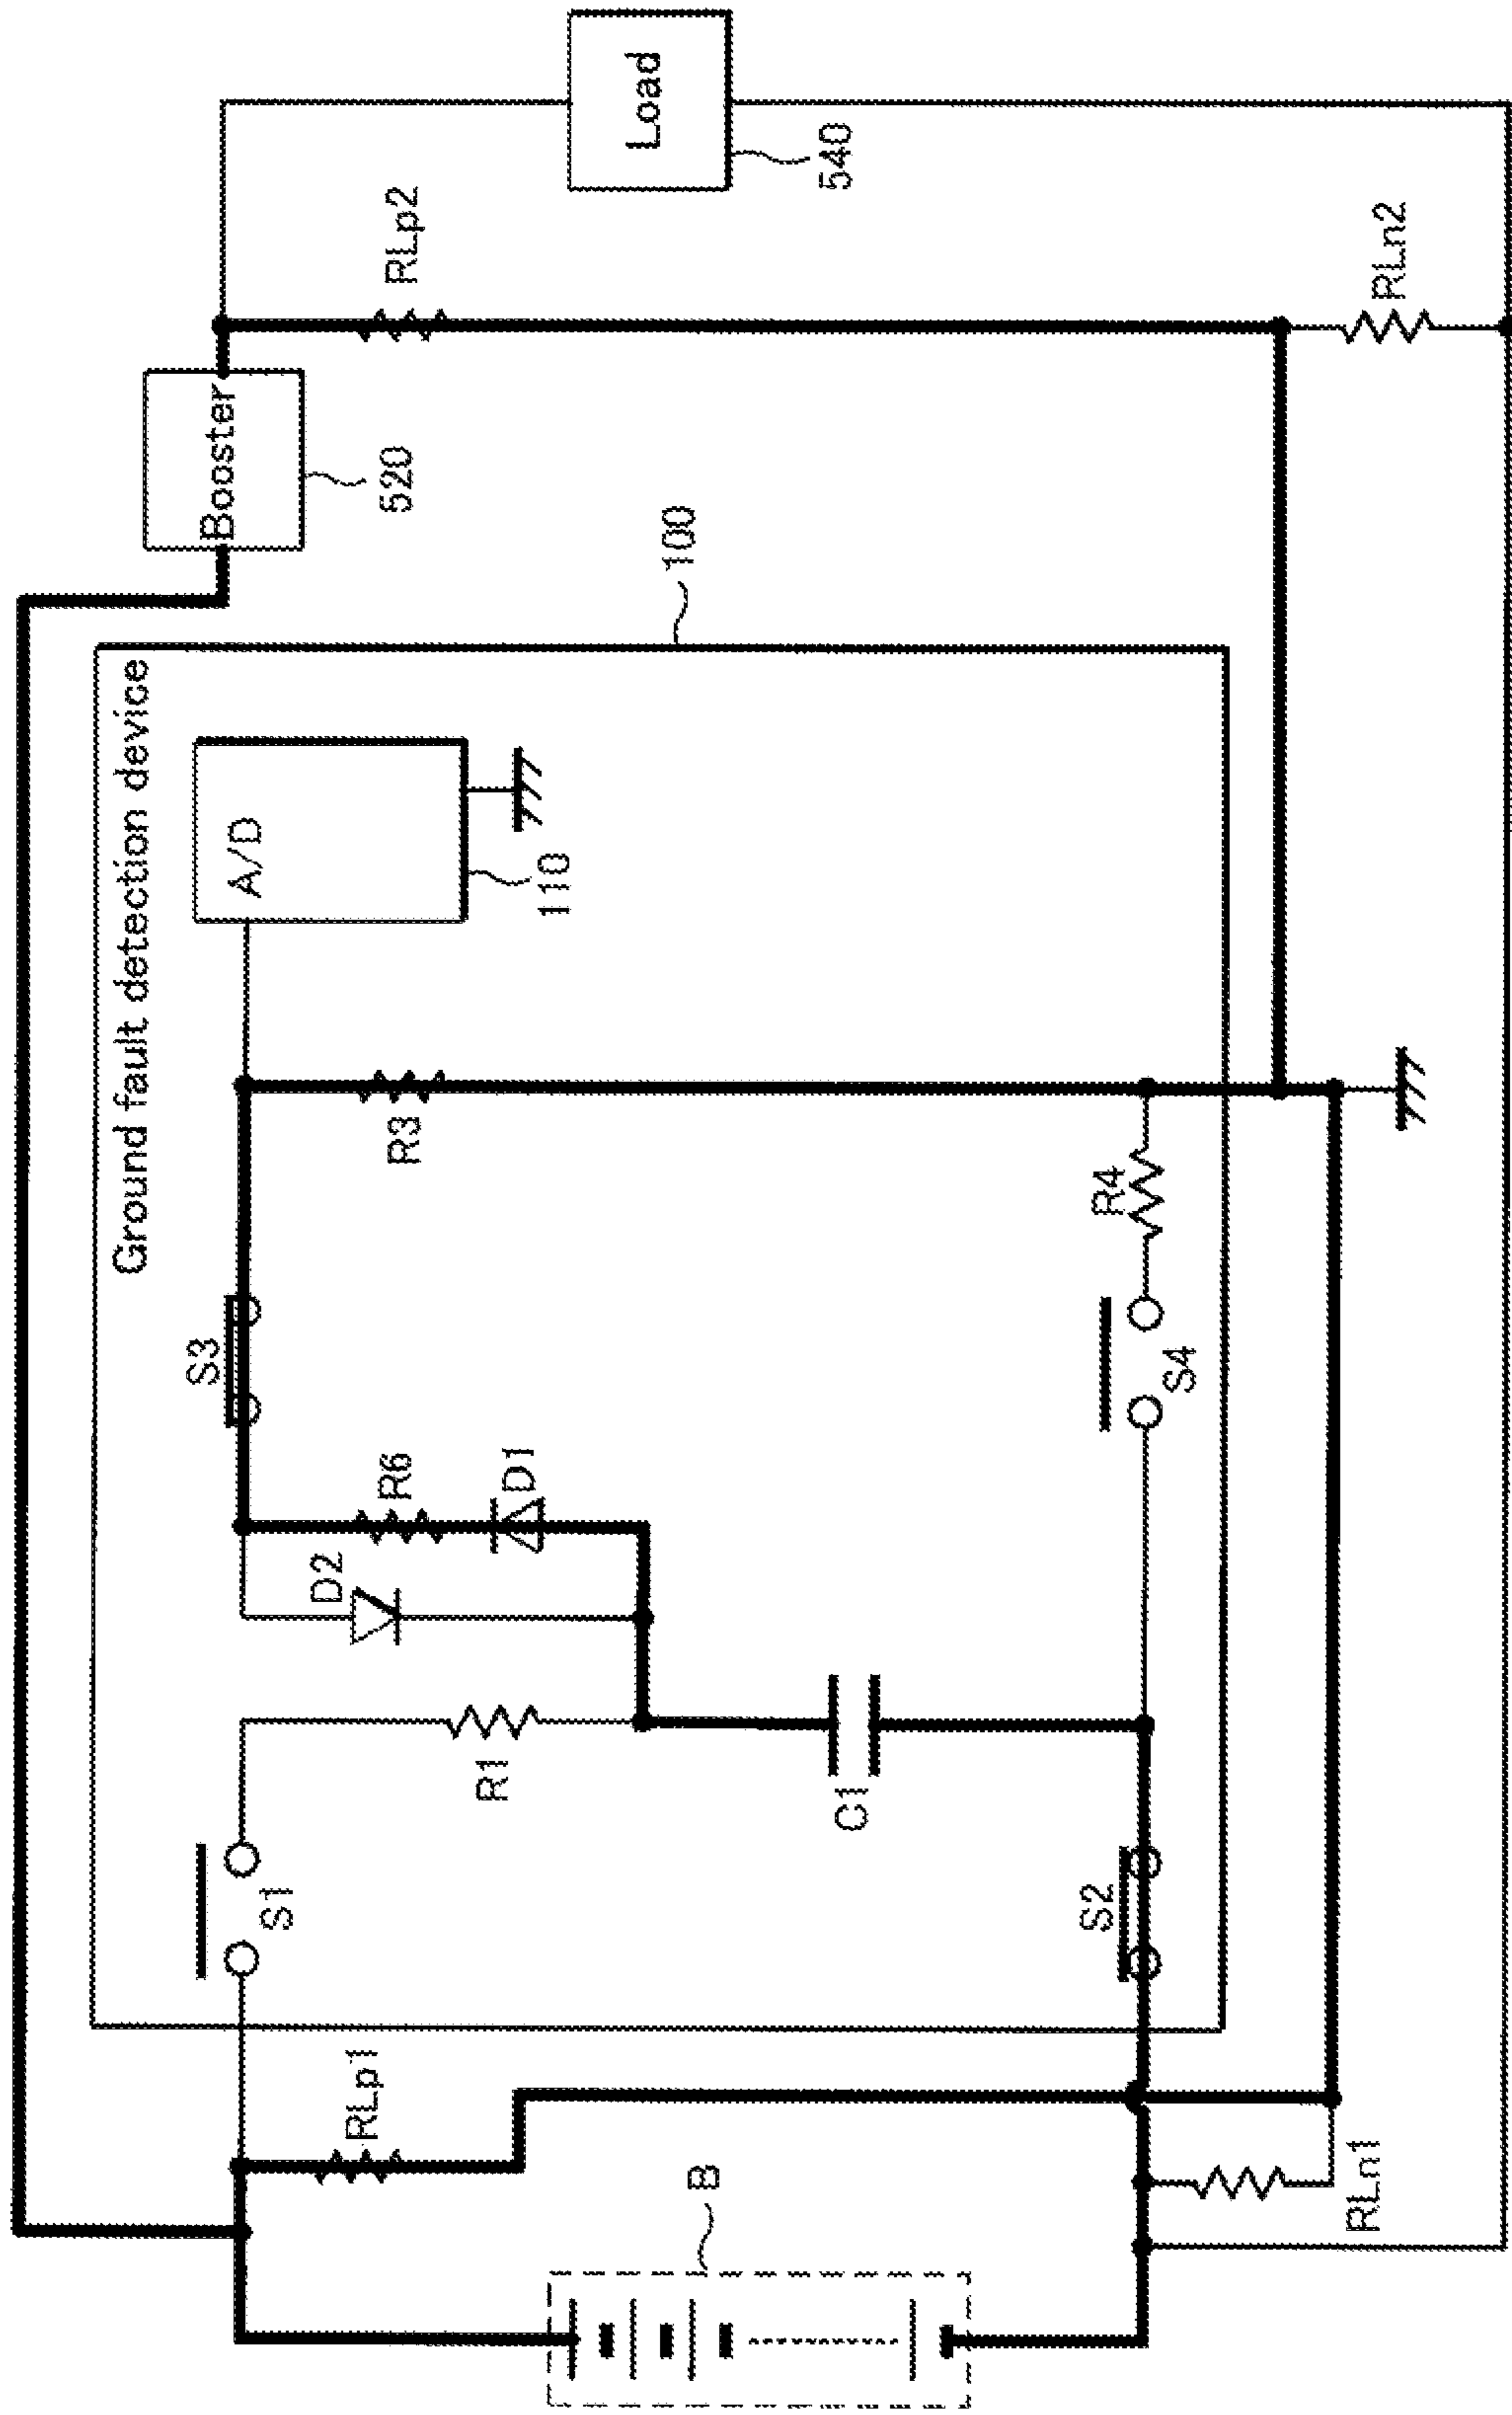 Booster
520
Load
540
RLp2
RLn2
100
Ground fault detection device
A/D
110
S3
R3
R6
D1
D2
R4
S4
S1
R1
C1
S2
RLp1
B
RLn1